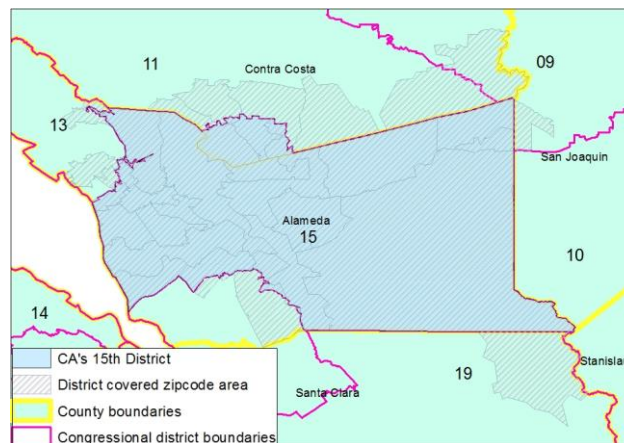 11
Contra Costa
09
13
San Joaquin
Alameda
15
10
14
CA's 15th District
District covered zipcode area
County boundaries
Congressional district boundaries
Santa Clara
19
Stanislau